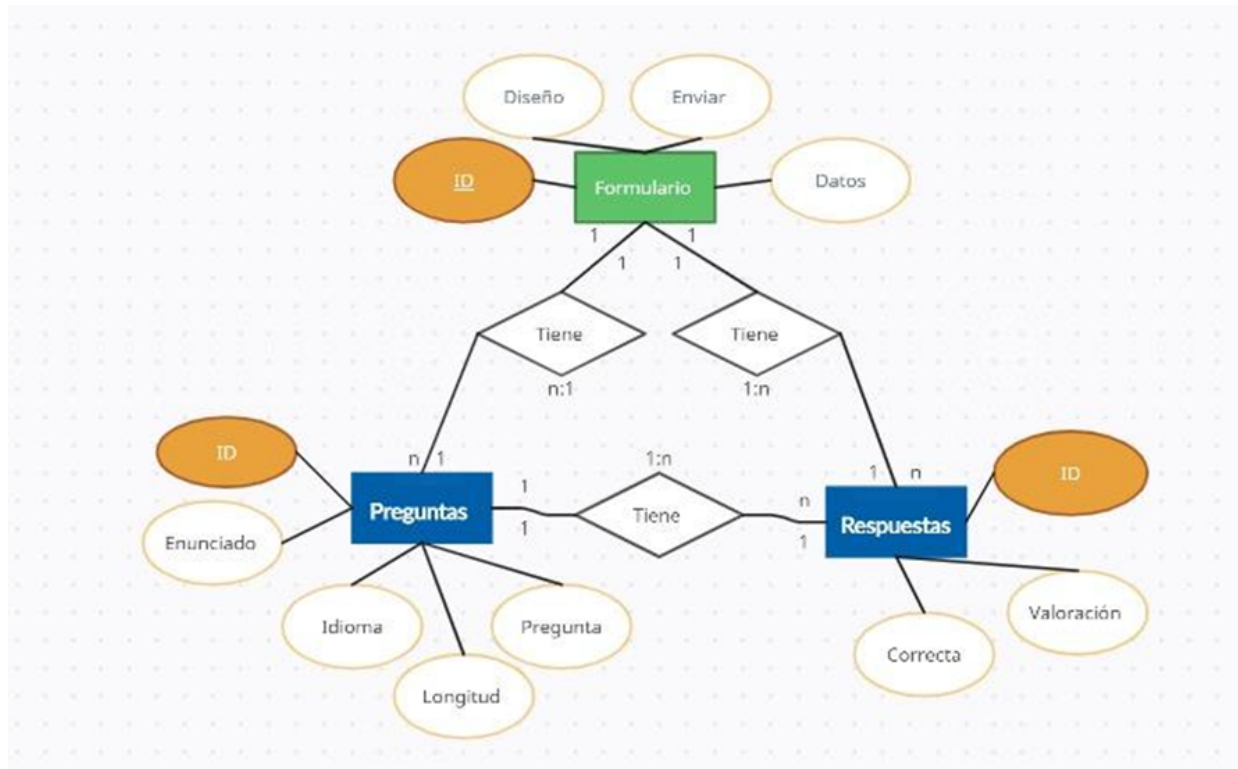 Diseño
Enviar
ID
Formulario
Datos
1
1
1
1
Tiene
Tiene
n:1
1:n
ID
n
1
1:n
1
n
ID
Preguntas
1
n
Enunciado
1
Tiene
1
Respuestas
Idioma
Pregunta
Valoración
Longitud
Correcta